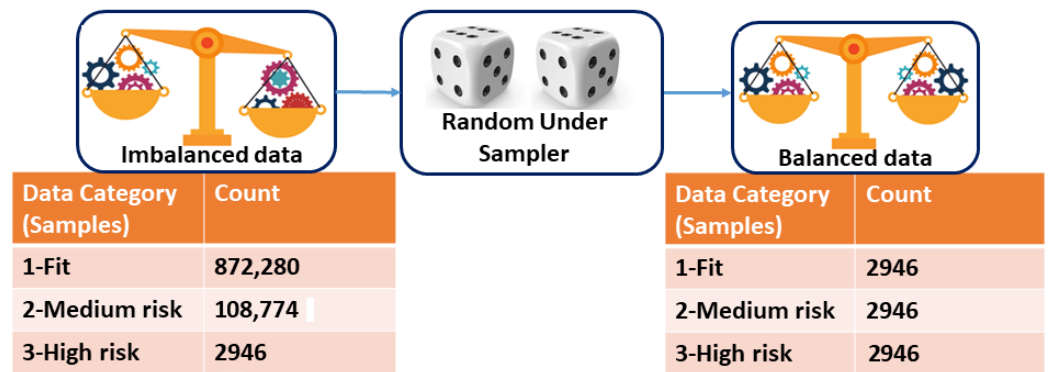 Imbalanced data
Random Under
Sampler
Balanced data
Data Category
(Samples)
Count
1-Fit 872,280
2-Medium risk 108,774
3-High risk 2946
Data Category
(Samples)
Count
1-Fit 2946
2-Medium risk 2946
3-High risk 2946